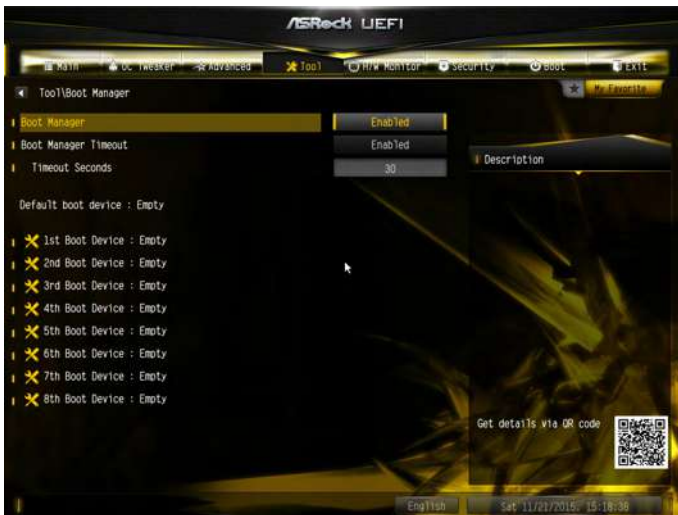 ASRock UEFI
Main OC Tweaker Advanced Tool H/W Monitor Security Boot Exit
Tool\Boot Manager
My Favorite
Boot Manager Enabled
Boot Manager Timeout Enabled
Timeout Seconds 30
Description
Default boot device : Empty
1st Boot Device : Empty
2nd Boot Device : Empty
3rd Boot Device : Empty
4th Boot Device : Empty
5th Boot Device : Empty
6th Boot Device : Empty
7th Boot Device : Empty
8th Boot Device : Empty
Get details via QR code
English Sat 11/21/2015, 15:18:38